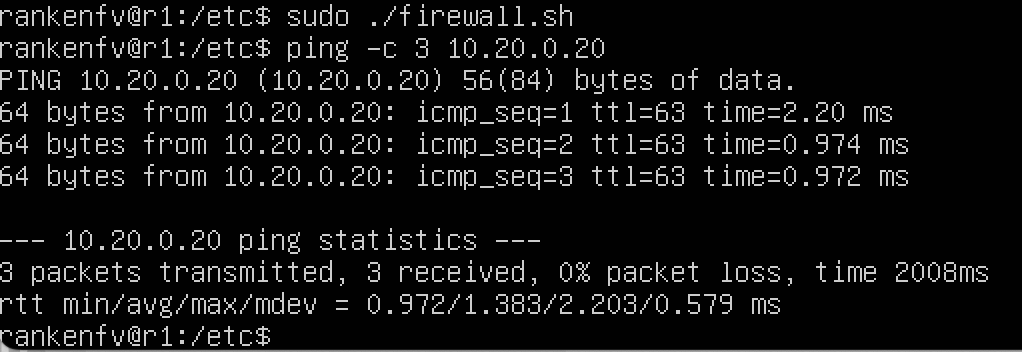 rankenfv@r1:/etc$ sudo ./firewall.sh
rankenfv@r1:/etc$ ping -c 3 10.20.0.20
PING 10.20.0.20 (10.20.0.20) 56(84) bytes of data.
64 bytes from 10.20.0.20: icmp_seq=1 ttl=63 time=2.20 ms
64 bytes from 10.20.0.20: icmp_seq=2 ttl=63 time=0.974 ms
64 bytes from 10.20.0.20: icmp_seq=3 ttl=63 time=0.972 ms

--- 10.20.0.20 ping statistics ---
3 packets transmitted, 3 received, 0% packet loss, time 2008ms
rtt min/avg/max/mdev = 0.972/1.383/2.203/0.579 ms
rankenfv@r1:/etc$